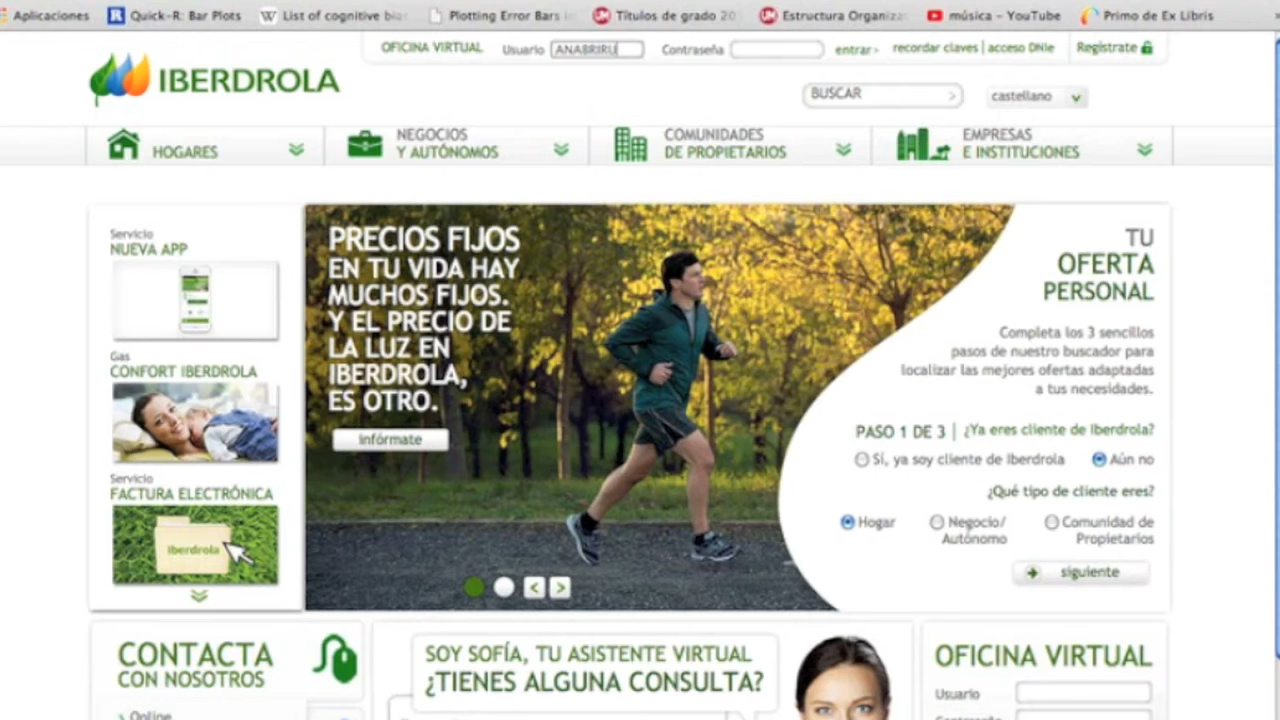 Aplicaciones Quick-R: Bar Plots List of cognitive bia Plotting Error Bars in Títulos de grado 20 Estructura Organiza música – YouTube Primo de Ex Libris
OFICINA VIRTUAL Usuario ANABRIRU Contraseña entrar > recordar claves | acceso DNIe Regístrate
IBERDROLA
BUSCAR >
castellano
HOGARES
NEGOCIOS
Y AUTÓNOMOS
COMUNIDADES
DE PROPIETARIOS
EMPRESAS
E INSTITUCIONES
Servicio
NUEVA APP
Gas
CONFORT IBERDROLA
Servicio
FACTURA ELECTRÓNICA
Iberdrola
PRECIOS FIJOS
EN TU VIDA HAY
MUCHOS FIJOS.
Y EL PRECIO DE
LA LUZ EN
IBERDROLA,
ES OTRO.
infórmate
< >
TU
OFERTA
PERSONAL
Completa los 3 sencillos
pasos de nuestro buscador para
localizar las mejores ofertas adaptadas
a tus necesidades.
PASO 1 DE 3 | ¿Ya eres cliente de Iberdrola?
Sí, ya soy cliente de Iberdrola Aún no
¿Qué tipo de cliente eres?
Hogar Negocio/ Comunidad de
Autónomo Propietarios
siguiente
CONTACTA
CON NOSOTROS
Online
SOY SOFÍA, TU ASISTENTE VIRTUAL
¿TIENES ALGUNA CONSULTA?
OFICINA VIRTUAL
Usuario